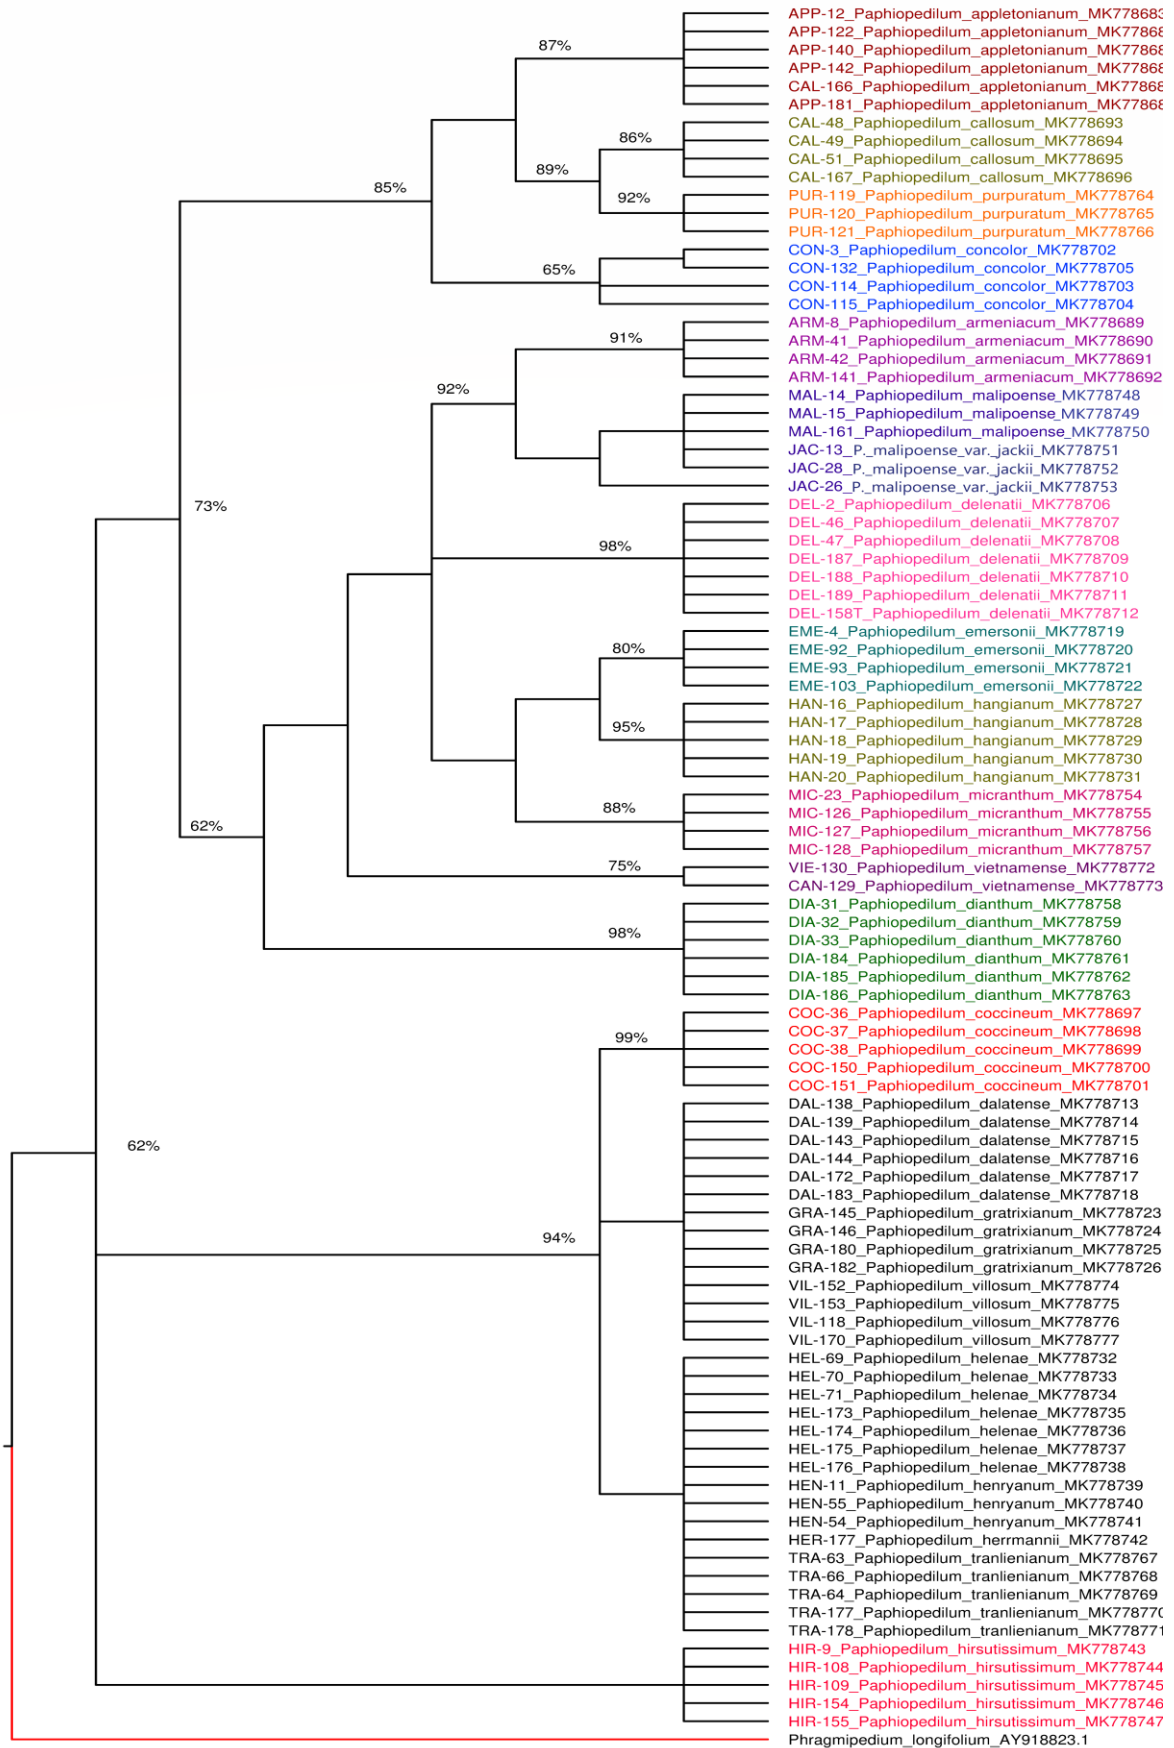 APP-12_Paphiopedilum_appletonianum_MK778683
87%
APP-122_Paphiopedilum_appletonianum_MK77868
APP-140_Paphiopedilum_appletonianum_MK77868
APP-142_Paphiopedilum_appletonianum_MK77868
CAL-166_Paphiopedilum_appletonianum_MK77868
APP-181_Paphiopedilum_appletonianum_MK77868
CAL-48_Paphiopedilum_callosum_MK778693
86%
CAL-49_Paphiopedilum_callosum_MK778694
CAL-51_Paphiopedilum_callosum_MK778695
89%
CAL-167_Paphiopedilum_callosum_MK778696
85%
92%
PUR-119_Paphiopedilum_purpuratum_MK778764
PUR-120_Paphiopedilum_purpuratum_MK778765
PUR-121_Paphiopedilum_purpuratum_MK778766
CON-3_Paphiopedilum_concolor_MK778702
65%
CON-132_Paphiopedilum_concolor_MK778705
CON-114_Paphiopedilum_concolor_MK778703
CON-115_Paphiopedilum_concolor_MK778704
ARM-8_Paphiopedilum_armeniacum_MK778689
91%
ARM-41_Paphiopedilum_armeniacum_MK778690
ARM-42_Paphiopedilum_armeniacum_MK778691
ARM-141_Paphiopedilum_armeniacum_MK778692
92%
MAL-14_Paphiopedilum_malipoense_MK778748
MAL-15_Paphiopedilum_malipoense_MK778749
MAL-161_Paphiopedilum_malipoense_MK778750
JAC-13_P._malipoense_var._jackii_MK778751
JAC-28_P._malipoense_var._jackii_MK778752
JAC-26_P._malipoense_var._jackii_MK778753
73%
DEL-2_Paphiopedilum_delenatii_MK778706
DEL-46_Paphiopedilum_delenatii_MK778707
98%
DEL-47_Paphiopedilum_delenatii_MK778708
DEL-187_Paphiopedilum_delenatii_MK778709
DEL-188_Paphiopedilum_delenatii_MK778710
DEL-189_Paphiopedilum_delenatii_MK778711
DEL-158T_Paphiopedilum_delenatii_MK778712
EME-4_Paphiopedilum_emersonii_MK778719
80%
EME-92_Paphiopedilum_emersonii_MK778720
EME-93_Paphiopedilum_emersonii_MK778721
EME-103_Paphiopedilum_emersonii_MK778722
HAN-16_Paphiopedilum_hangianum_MK778727
95%
HAN-17_Paphiopedilum_hangianum_MK778728
HAN-18_Paphiopedilum_hangianum_MK778729
HAN-19_Paphiopedilum_hangianum_MK778730
HAN-20_Paphiopedilum_hangianum_MK778731
MIC-23_Paphiopedilum_micranthum_MK778754
88%
MIC-126_Paphiopedilum_micranthum_MK778755
62%
MIC-127_Paphiopedilum_micranthum_MK778756
MIC-128_Paphiopedilum_micranthum_MK778757
75%
VIE-130_Paphiopedilum_vietnamense_MK778772
CAN-129_Paphiopedilum_vietnamense_MK778773
DIA-31_Paphiopedilum_dianthum_MK778758
DIA-32_Paphiopedilum_dianthum_MK778759
98%
DIA-33_Paphiopedilum_dianthum_MK778760
DIA-184_Paphiopedilum_dianthum_MK778761
DIA-185_Paphiopedilum_dianthum_MK778762
DIA-186_Paphiopedilum_dianthum_MK778763
COC-36_Paphiopedilum_coccineum_MK778697
99%
COC-37_Paphiopedilum_coccineum_MK778698
COC-38_Paphiopedilum_coccineum_MK778699
COC-150_Paphiopedilum_coccineum_MK778700
COC-151_Paphiopedilum_coccineum_MK778701
DAL-138_Paphiopedilum_dalatense_MK778713
DAL-139_Paphiopedilum_dalatense_MK778714
62%
DAL-143_Paphiopedilum_dalatense_MK778715
DAL-144_Paphiopedilum_dalatense_MK778716
DAL-172_Paphiopedilum_dalatense_MK778717
DAL-183_Paphiopedilum_dalatense_MK778718
GRA-145_Paphiopedilum_gratrixianum_MK778723
94%
GRA-146_Paphiopedilum_gratrixianum_MK778724
GRA-180_Paphiopedilum_gratrixianum_MK778725
GRA-182_Paphiopedilum_gratrixianum_MK778726
VIL-152_Paphiopedilum_villosum_MK778774
VIL-153_Paphiopedilum_villosum_MK778775
VIL-118_Paphiopedilum_villosum_MK778776
VIL-170_Paphiopedilum_villosum_MK778777
HEL-69_Paphiopedilum_helenae_MK778732
HEL-70_Paphiopedilum_helenae_MK778733
HEL-71_Paphiopedilum_helenae_MK778734
HEL-173_Paphiopedilum_helenae_MK778735
HEL-174_Paphiopedilum_helenae_MK778736
HEL-175_Paphiopedilum_helenae_MK778737
HEL-176_Paphiopedilum_helenae_MK778738
HEN-11_Paphiopedilum_henryanum_MK778739
HEN-55_Paphiopedilum_henryanum_MK778740
HEN-54_Paphiopedilum_henryanum_MK778741
HER-177_Paphiopedilum_herrmannii_MK778742
TRA-63_Paphiopedilum_tranlienianum_MK778767
TRA-66_Paphiopedilum_tranlienianum_MK778768
TRA-64_Paphiopedilum_tranlienianum_MK778769
TRA-177_Paphiopedilum_tranlienianum_MK778770
TRA-178_Paphiopedilum_tranlienianum_MK778771
HIR-9_Paphiopedilum_hirsutissimum_MK778743
HIR-108_Paphiopedilum_hirsutissimum_MK778744
HIR-109_Paphiopedilum_hirsutissimum_MK778745
HIR-154_Paphiopedilum_hirsutissimum_MK778746
HIR-155_Paphiopedilum_hirsutissimum_MK778747
Phragmipedium_longifolium_AY918823.1